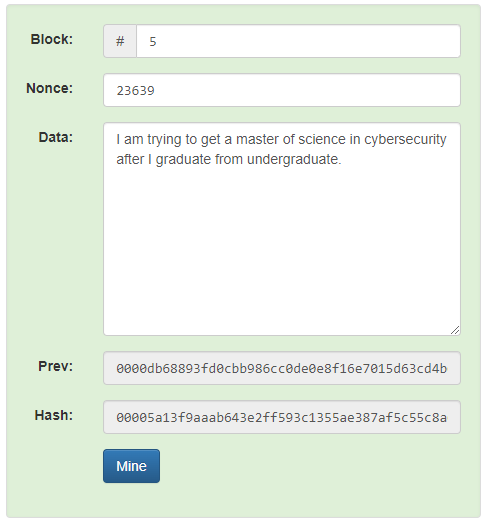 Block: # 5
Nonce: 23639
Data: I am trying to get a master of science in cybersecurity
after I graduate from undergraduate.
Prev: 0000db68893fd0cbb986cc0de0e8f16e7015d63cd4b
Hash: 00005a13f9aaab643e2ff593c1355ae387af5c55c8a
Mine